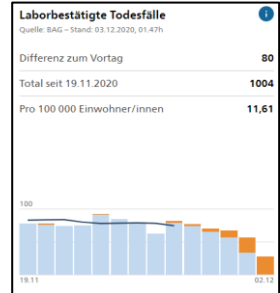 Laborbestätigte Todesfälle
Quelle: BAG – Stand: 03.12.2020, 01.47h
Differenz zum Vortag 80
Total seit 19.11.2020 1004
Pro 100 000 Einwohner/innen 11,61
100
19.11 02.12